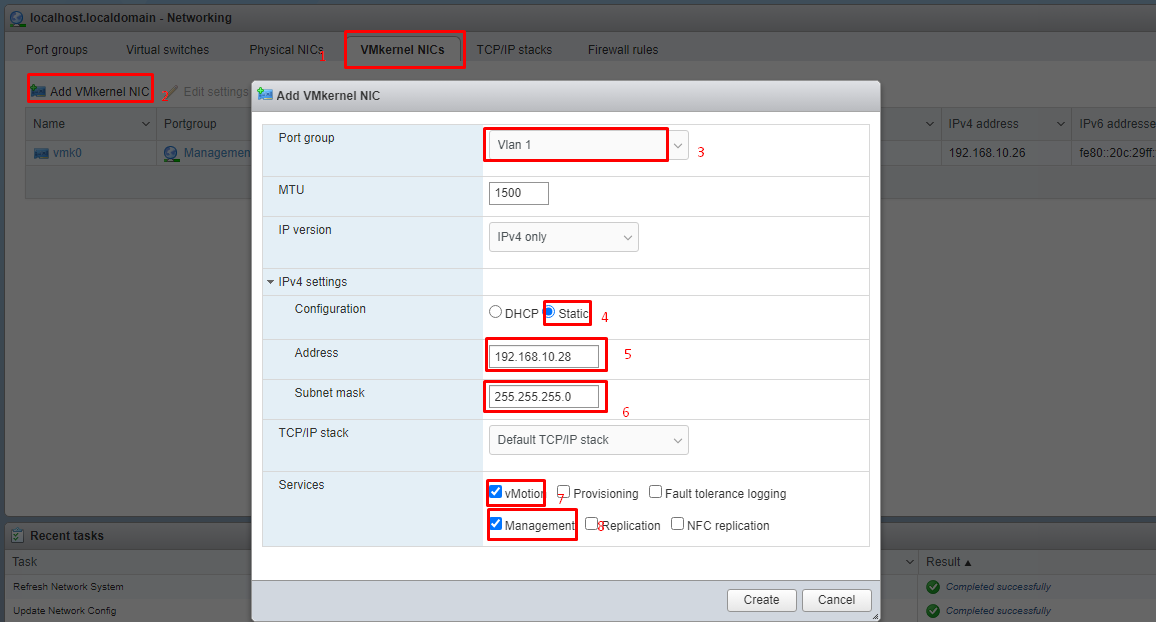 localhost.localdomain - Networking
Port groups Virtual switches Physical NICs 1 VMkernel NICs TCP/IP stacks Firewall rules
Add VMkernel NIC 2 Edit settings
Add VMkernel NIC
Name Portgroup IPv4 address IPv6 addresse
vmk0 Managemen 192.168.10.26 fe80::20c:29ff:
Port group Vlan 1 3
MTU 1500
IP version IPv4 only
IPv4 settings
Configuration DHCP Static 4
Address 192.168.10.28 5
Subnet mask 255.255.255.0 6
TCP/IP stack Default TCP/IP stack
Services vMotion 7 Provisioning Fault tolerance logging
Management 8 Replication NFC replication
Recent tasks
Task Result ▲
Refresh Network System Completed successfully
Create Cancel
Update Network Config Completed successfully